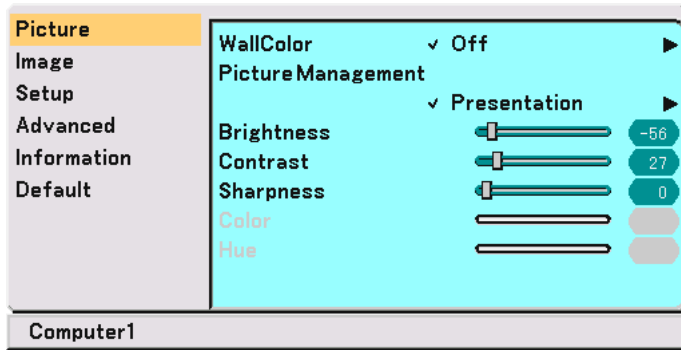 Picture
Image
Setup
Advanced
Information
Default
WallColor ✓ Off ▶
Picture Management
✓ Presentation ▶
Brightness -56
Contrast 27
Sharpness 0
Color
Hue
Computer1